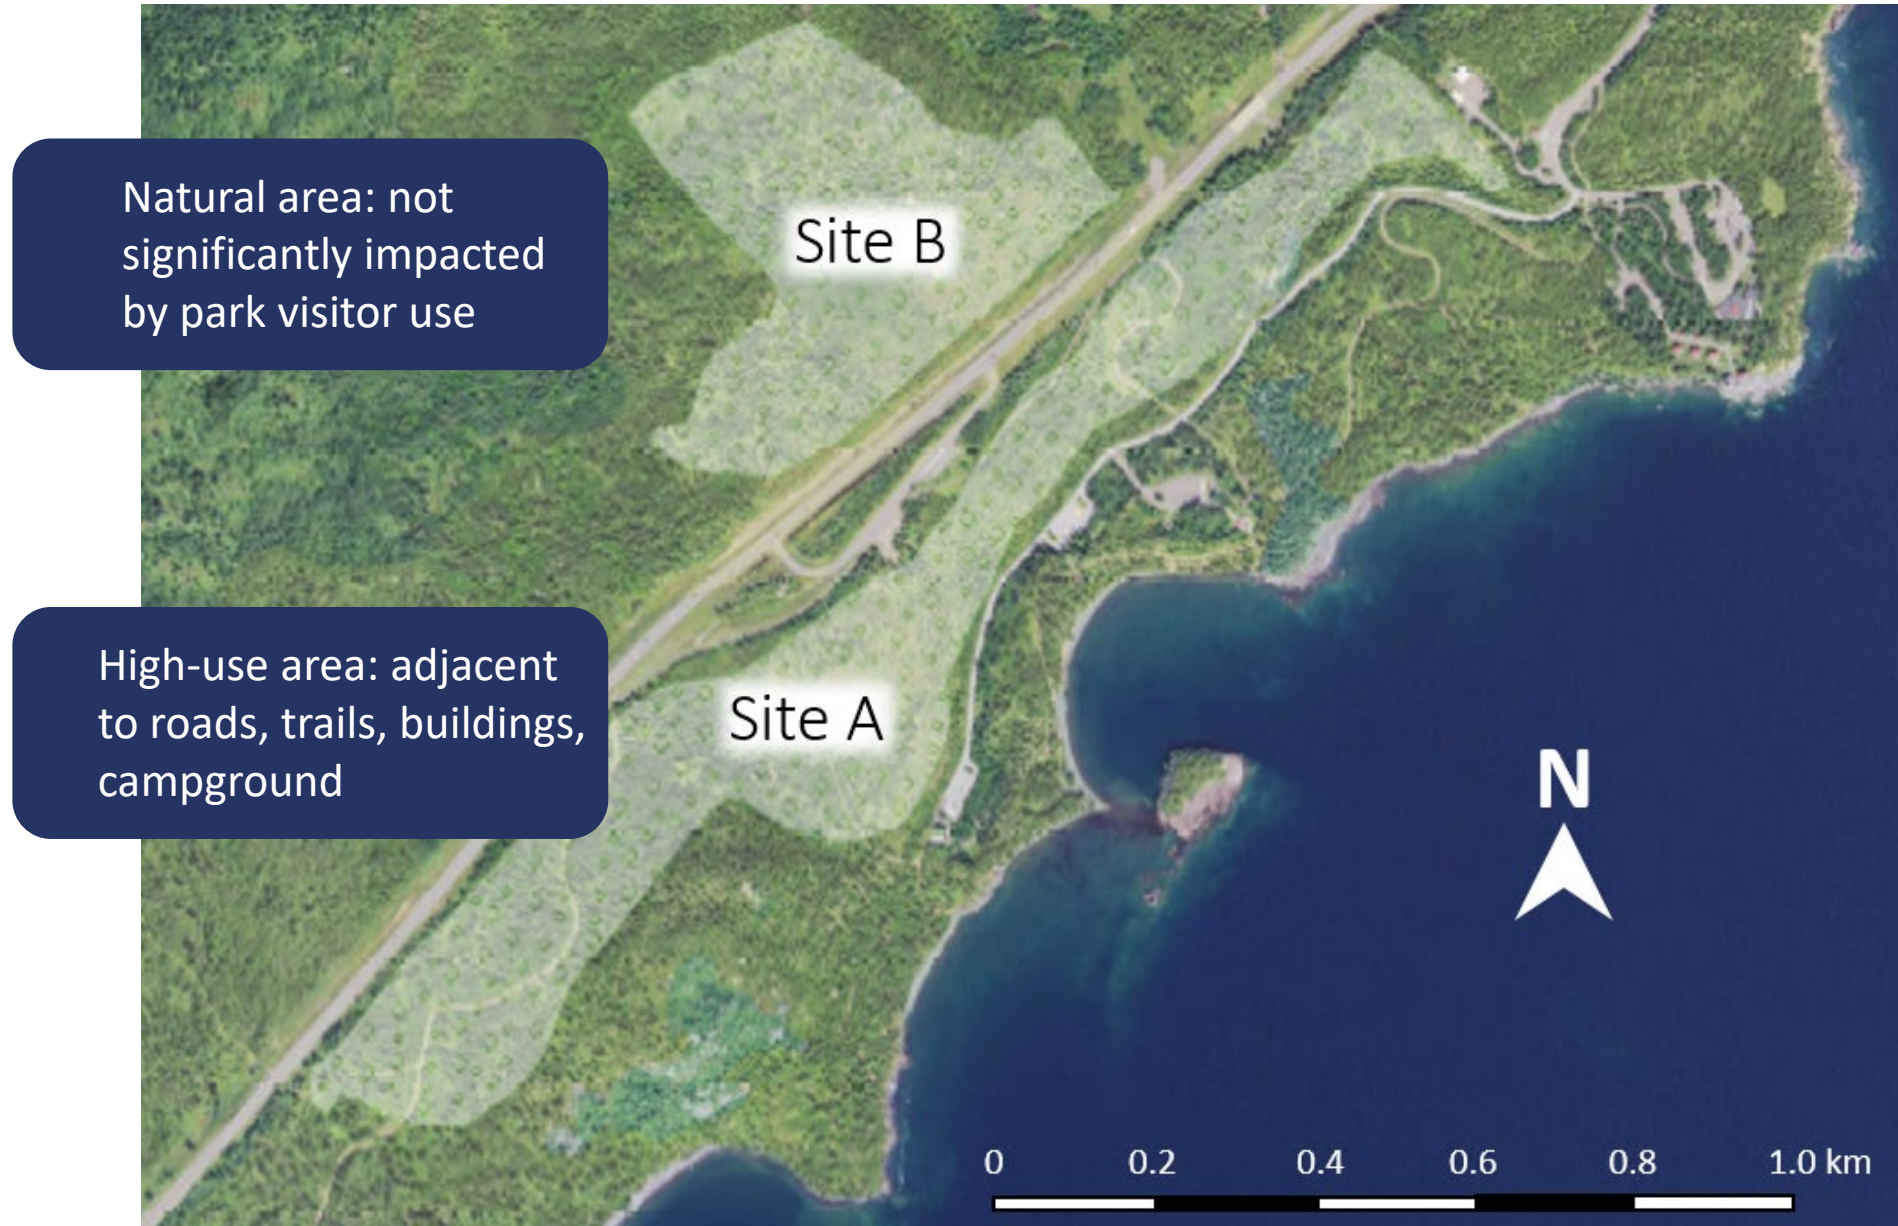 Natural area: not
significantly impacted
by park visitor use
Site B
High-use area: adjacent
to roads, trails, buildings,
campground
Site A
N
0 0.2 0.4 0.6 0.8 1.0 km